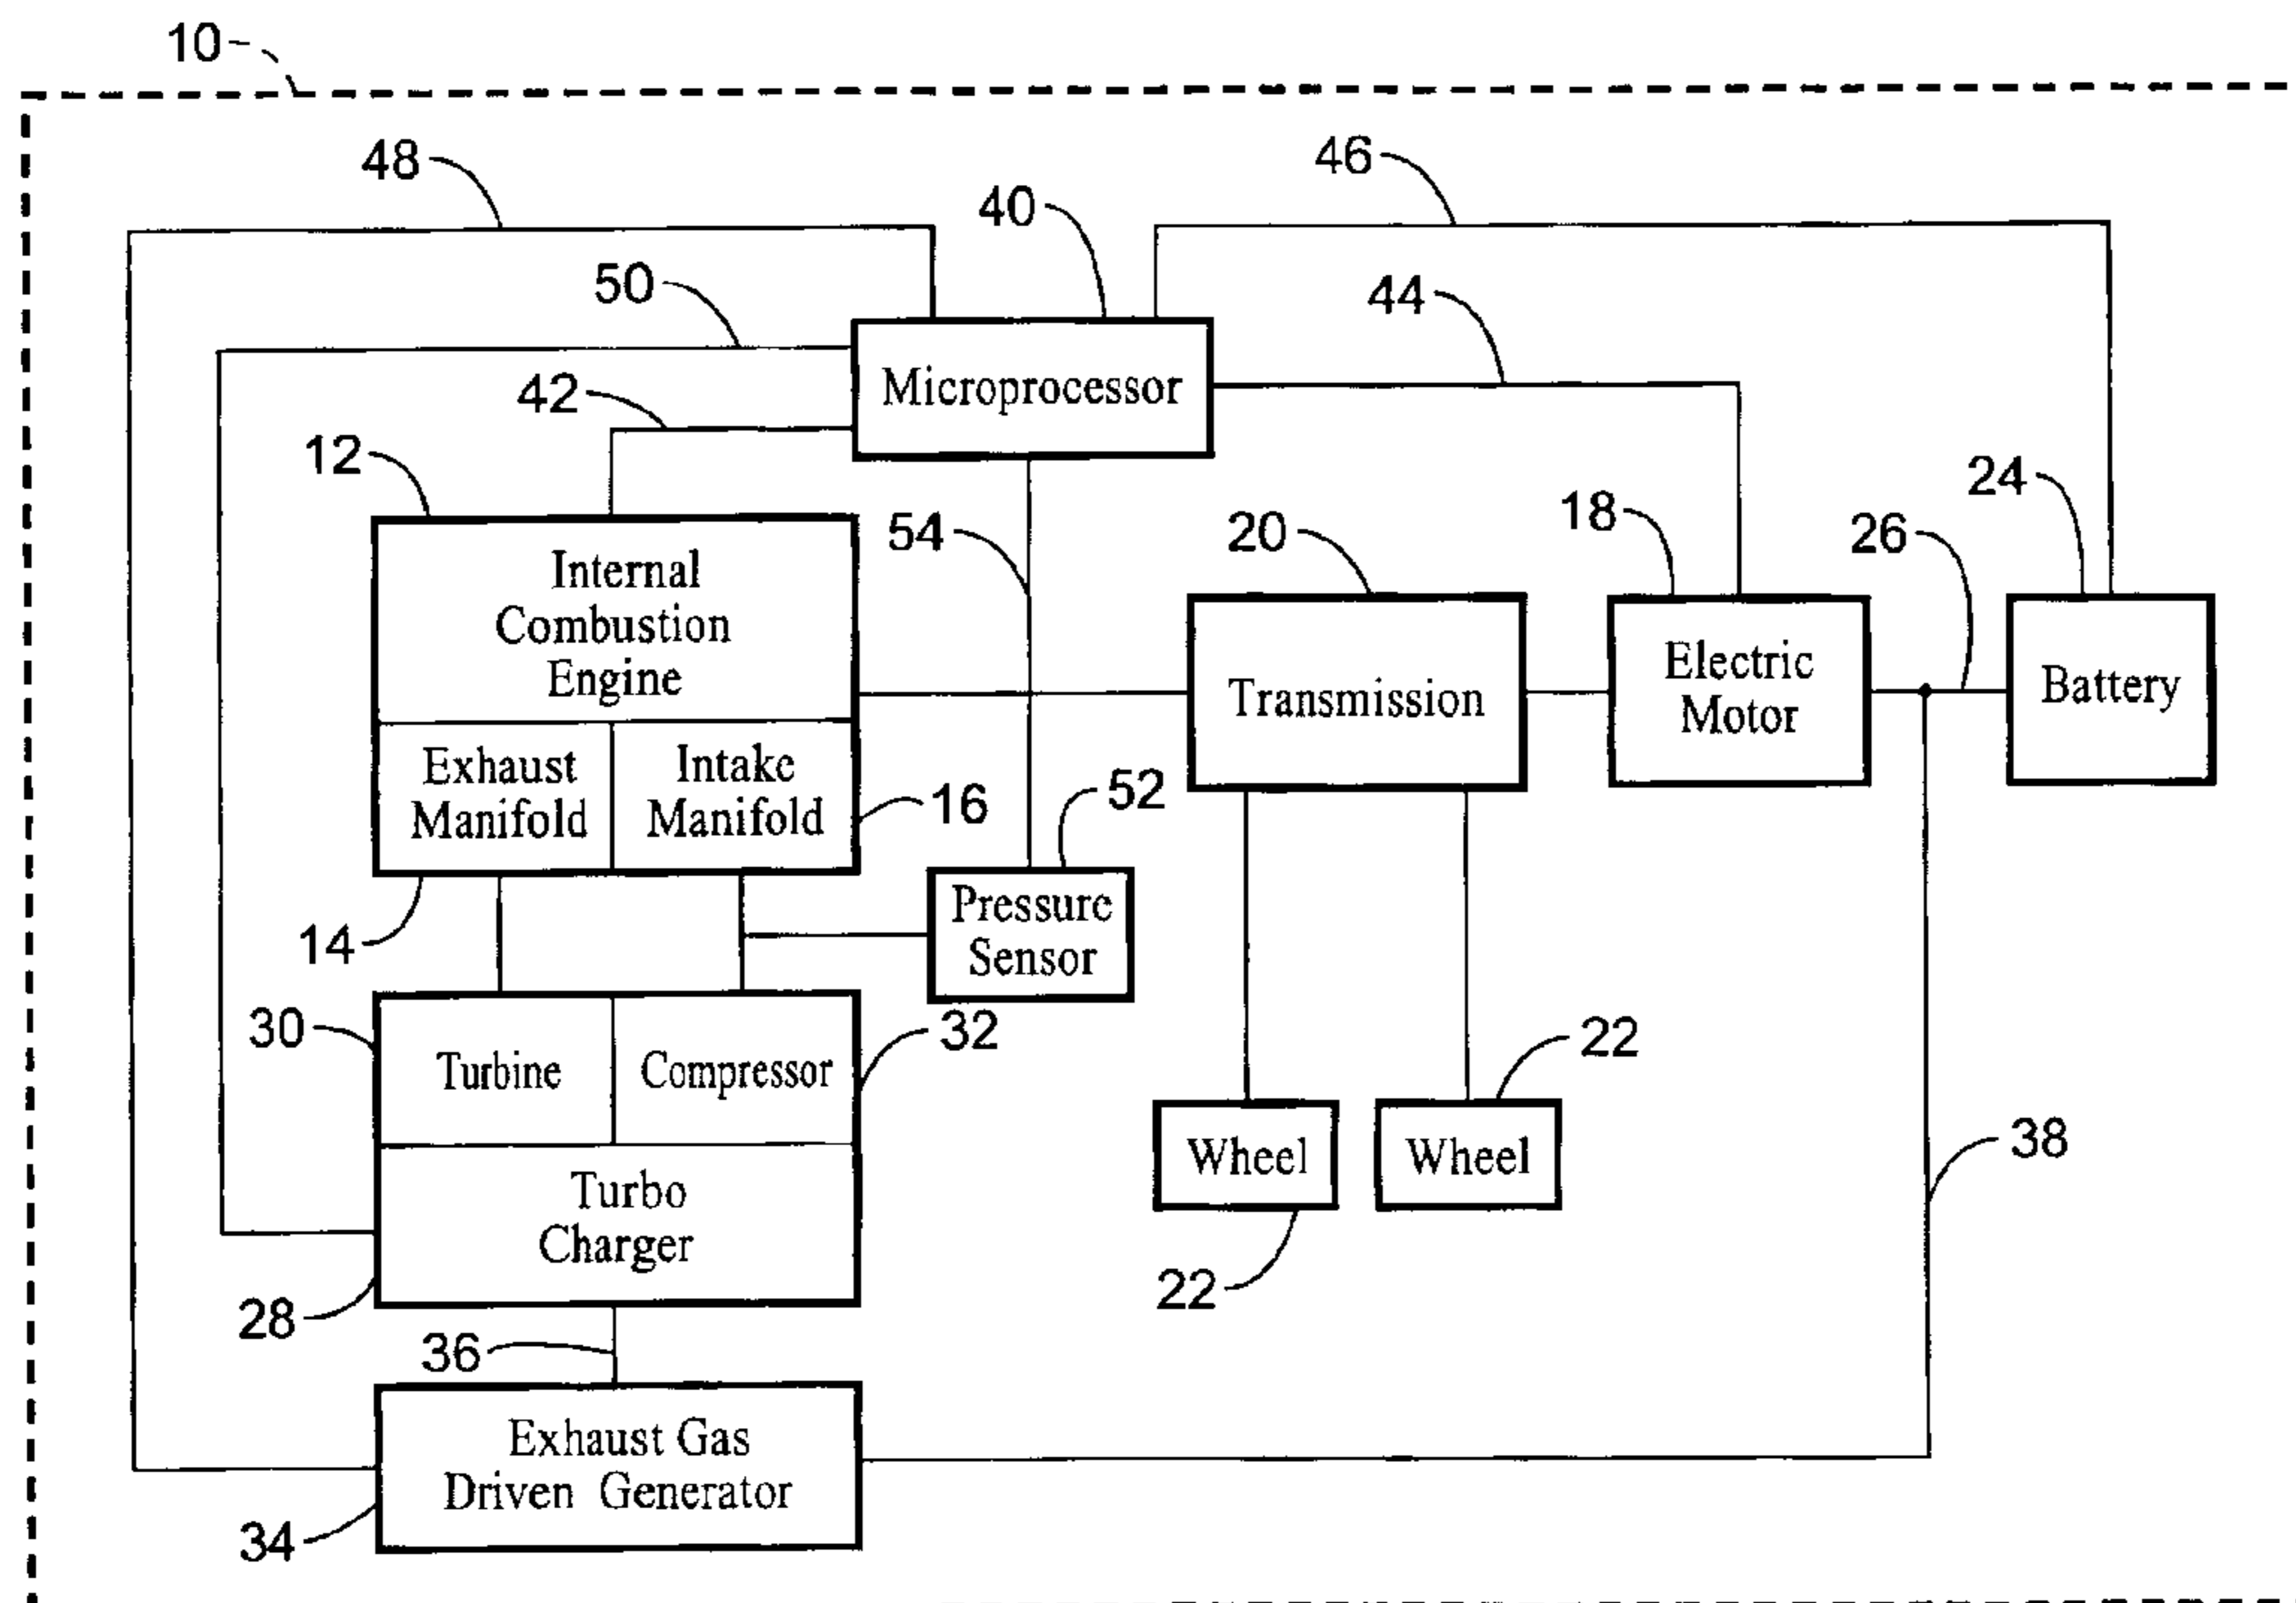 10
48
46
40
50
44
Microprocessor
42
12
24
18
54
20
26
Internal
Combustion
Engine
Electric
Motor
Battery
Transmission
Exhaust
Manifold
Intake
Manifold
16
52
Pressure
Sensor
14
30
32
22
Turbine
Compressor
Wheel
Wheel
38
Turbo
Charger
22
28
36
Exhaust Gas
Driven Generator
34